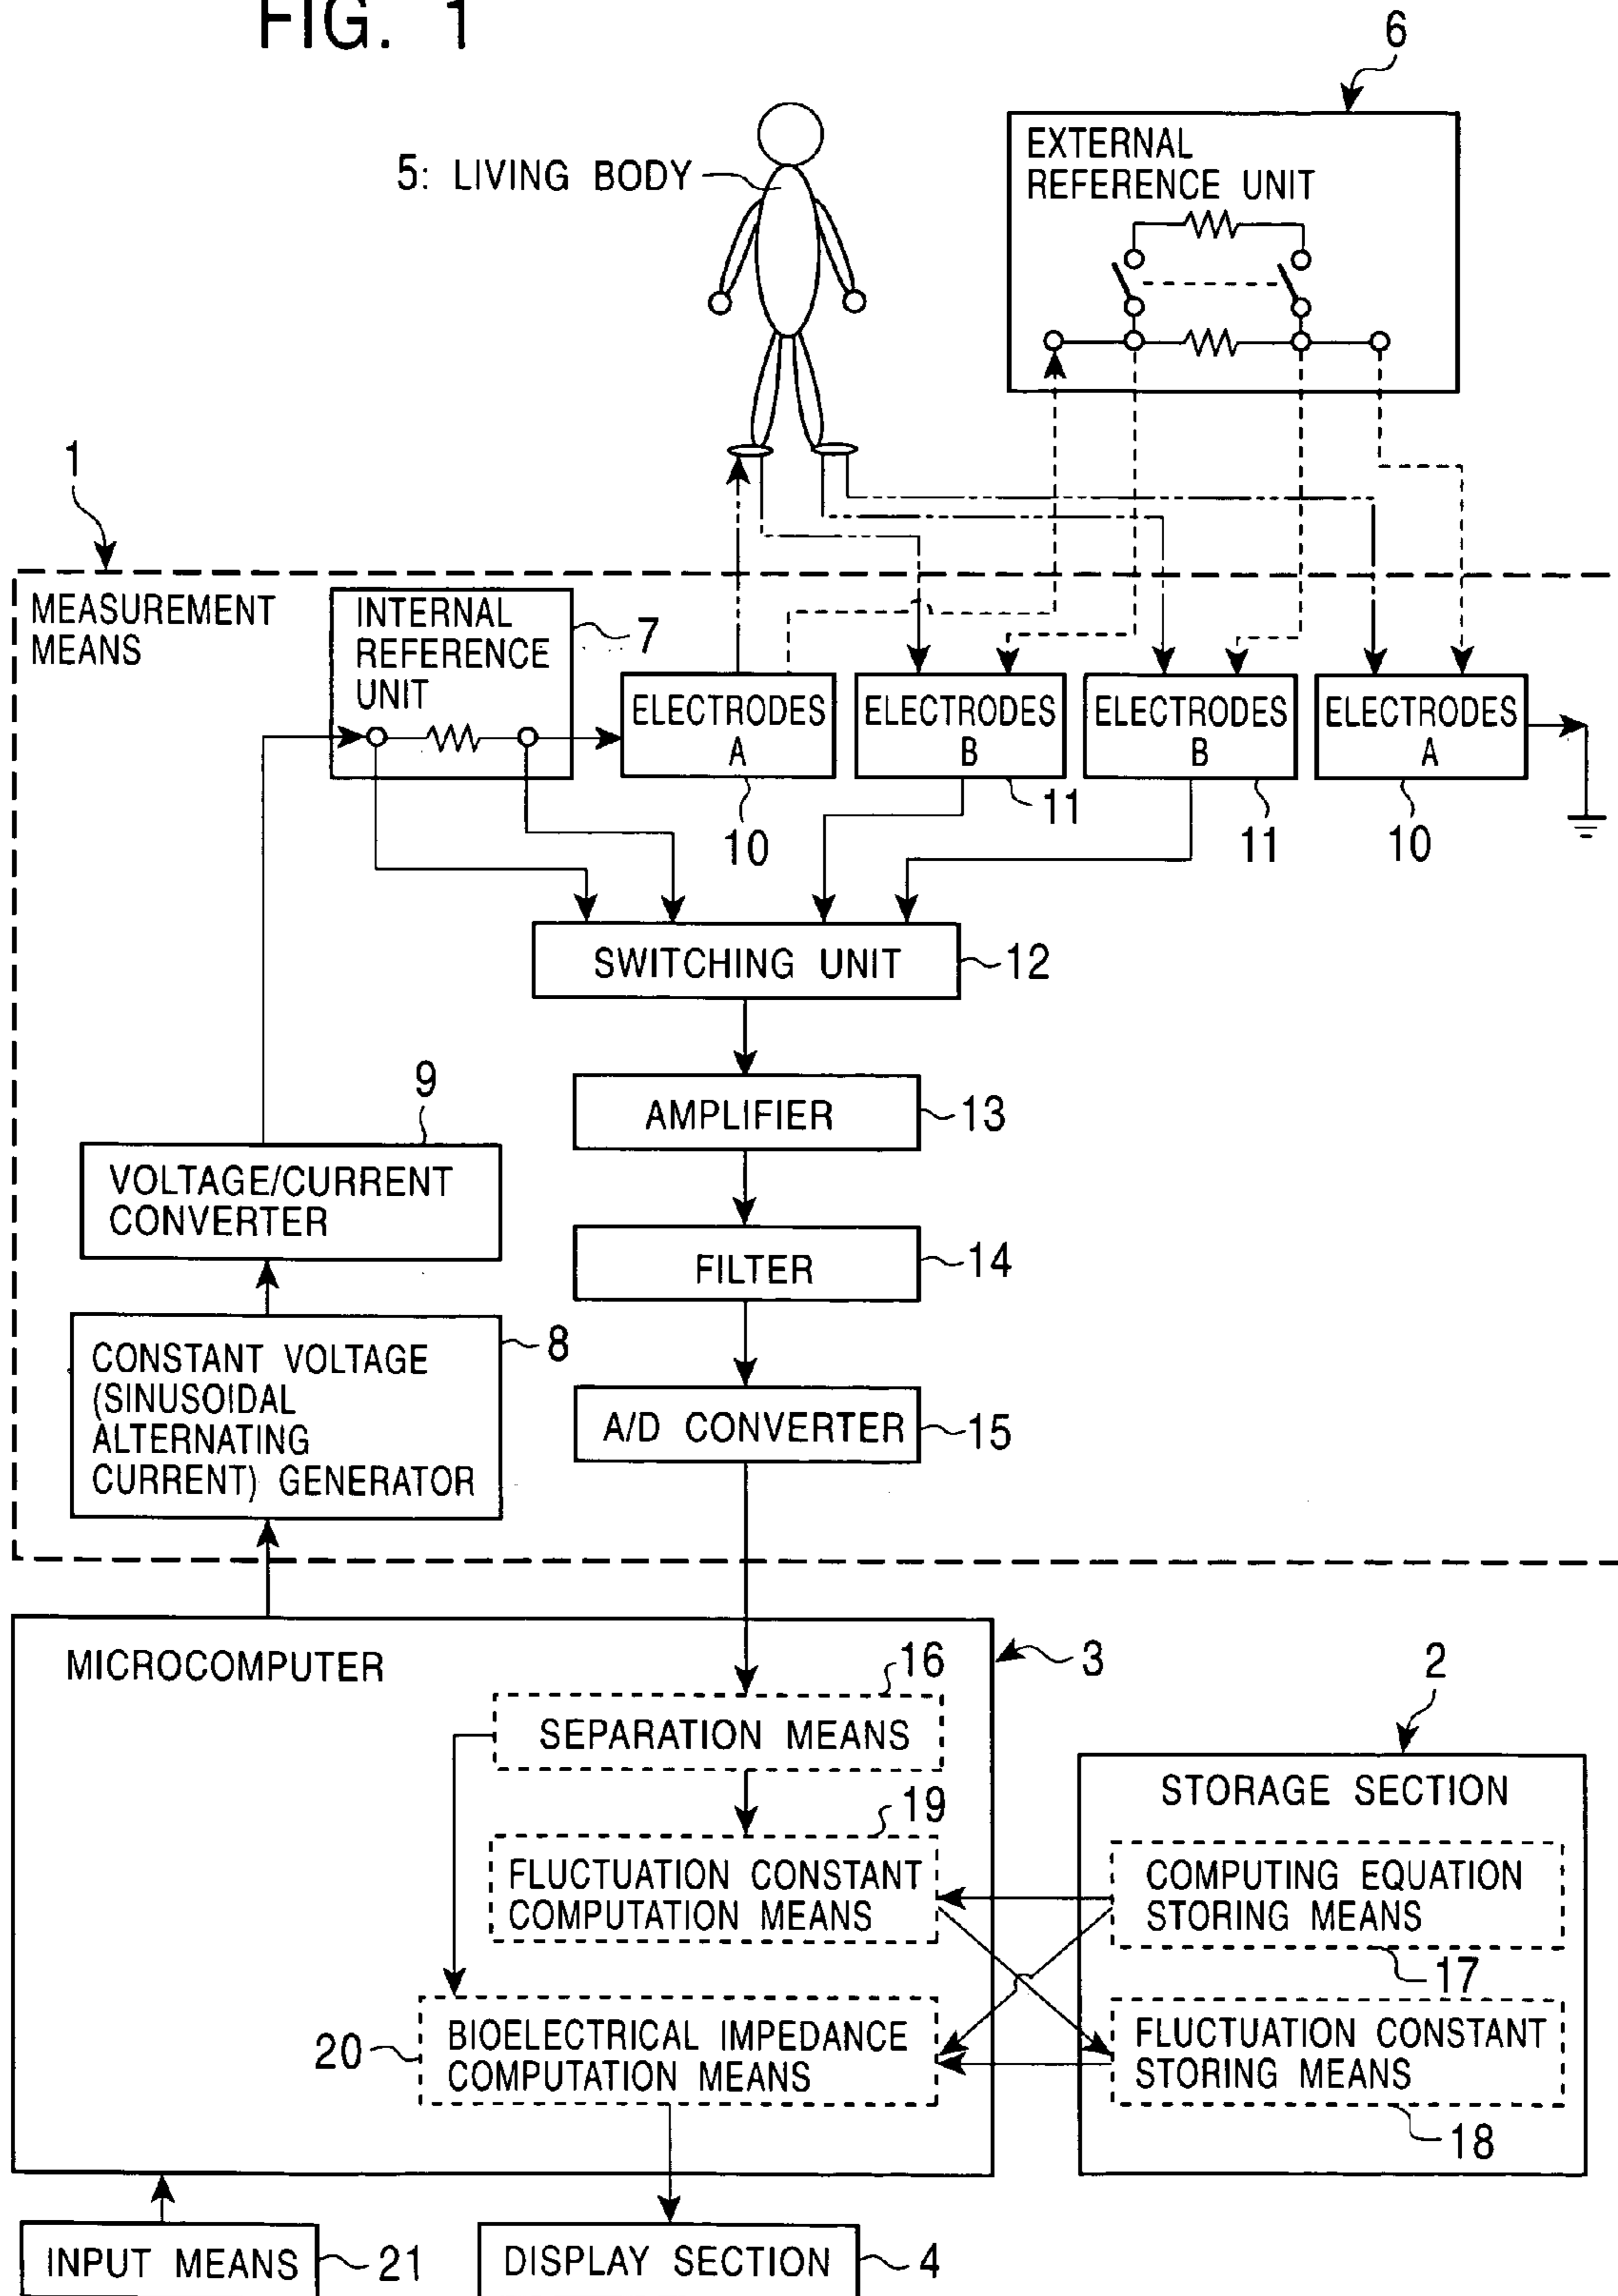 FIG. 1
6
EXTERNAL
REFERENCE UNIT
5: LIVING BODY
1
MEASUREMENT
MEANS
INTERNAL
REFERENCE
UNIT
7
ELECTRODES
A
ELECTRODES
B
ELECTRODES
B
ELECTRODES
A
10
11
11
10
SWITCHING UNIT
12
9
AMPLIFIER
13
VOLTAGE/CURRENT
CONVERTER
FILTER
14
8
CONSTANT VOLTAGE
(SINUSOIDAL
ALTERNATING
CURRENT) GENERATOR
A/D CONVERTER
15
MICROCOMPUTER
3
16
2
SEPARATION MEANS
STORAGE SECTION
19
FLUCTUATION CONSTANT
COMPUTATION MEANS
COMPUTING EQUATION
STORING MEANS
17
20
BIOELECTRICAL IMPEDANCE
COMPUTATION MEANS
FLUCTUATION CONSTANT
STORING MEANS
18
INPUT MEANS
21
DISPLAY SECTION
4